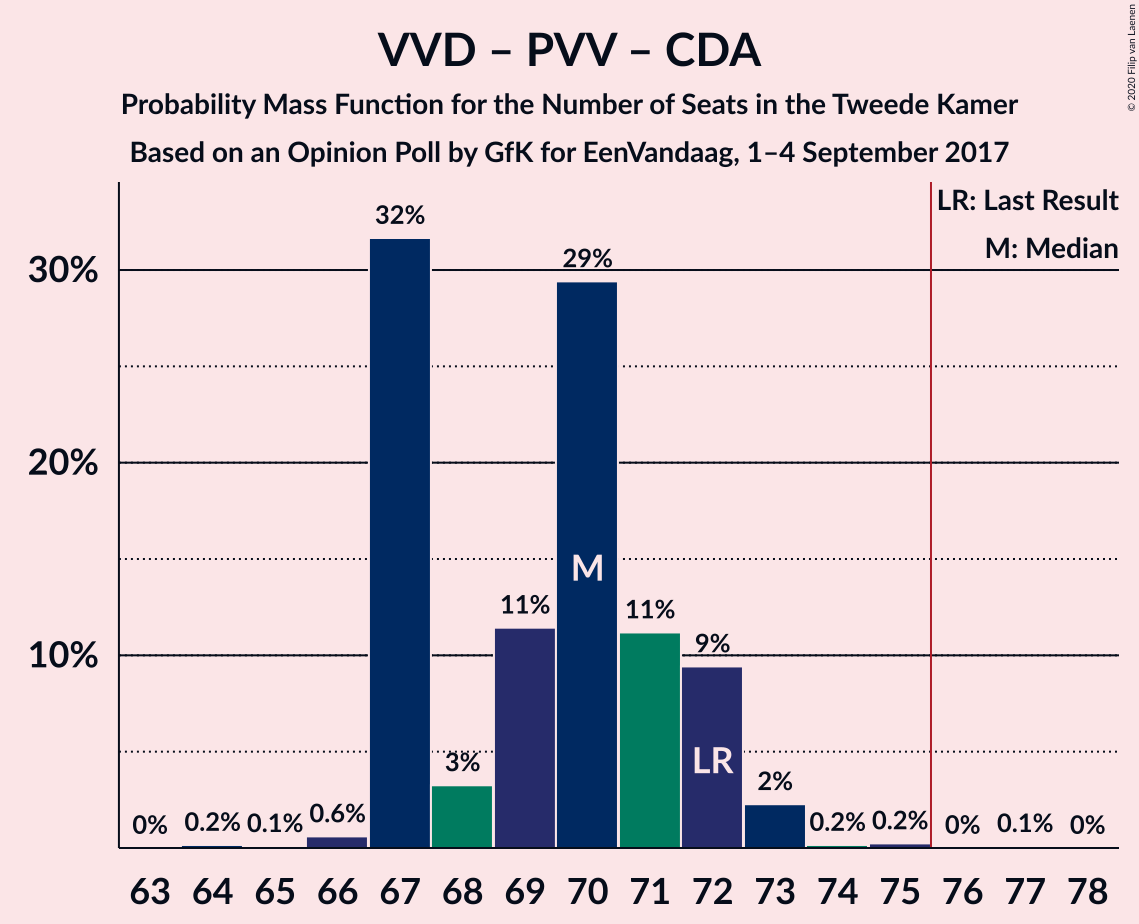 VVD – PVV – CDA
Probability Mass Function for the Number of Seats in the Tweede Kamer
Based on an Opinion Poll by GfK for EenVandaag, 1–4 September 2017
© 2020 Filip van Laenen
LR: Last Result
M: Median
30%
20%
10%
0%
0.2%
0.1%
0.6%
32%
3%
11%
29%
11%
9%
2%
0.2%
0.2%
0%
0.1%
0%
M
LR
63 64 65 66 67 68 69 70 71 72 73 74 75 76 77 78